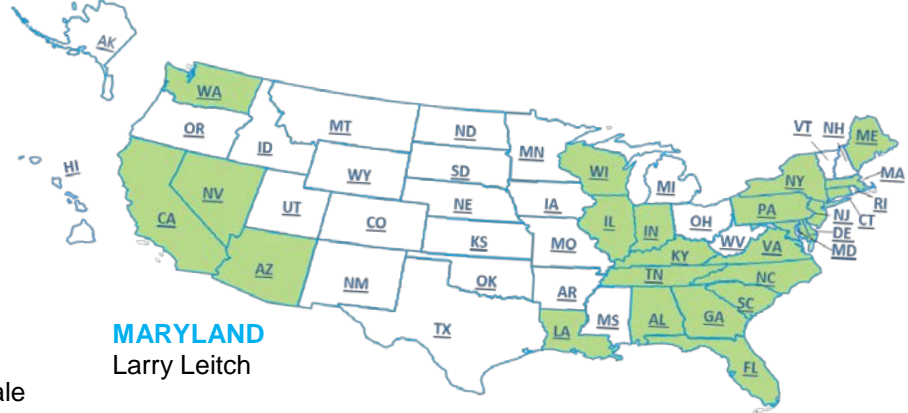 AK
WA
OR
ID
MT
ND
MN
VT
NH
ME
HI
WY
SD
WI
MI
NY
MA
RI
CT
NV
CA
UT
CO
NE
IA
IL
IN
OH
PA
NJ
DE
MD
KS
MO
KY
WV
VA
AZ
NM
OK
AR
TN
NC
SC
TX
LA
MS
AL
GA
FL
MARYLAND
Larry Leitch
ale